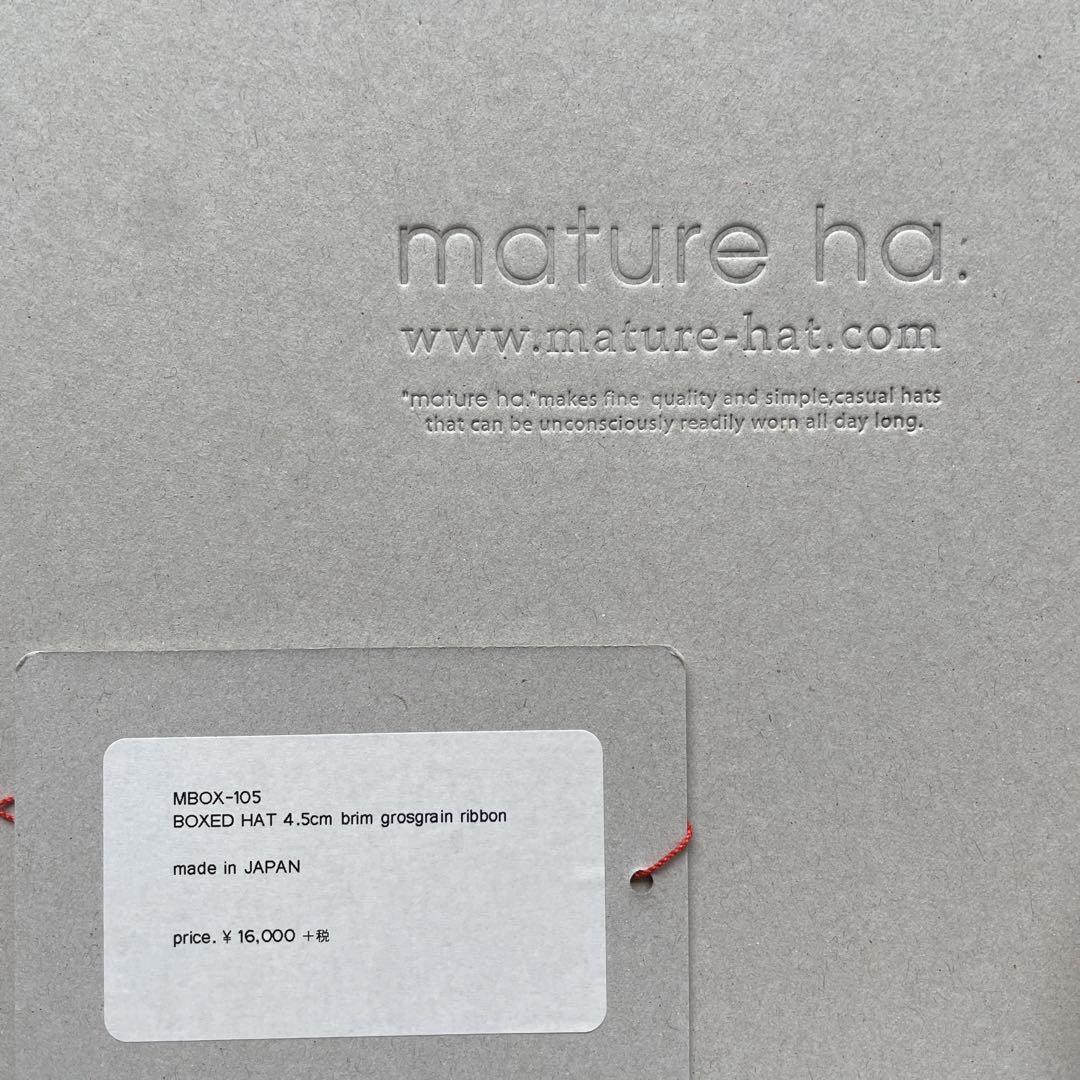 mature ha.
www.mature-hat.com
"mature ha."makes fine quality and simple,casual hats
that can be unconsciously readily worn all day long.
MBOX-105
BOXED HAT 4.5cm brim grosgrain ribbon
made in JAPAN
price. ¥ 16,000 +税